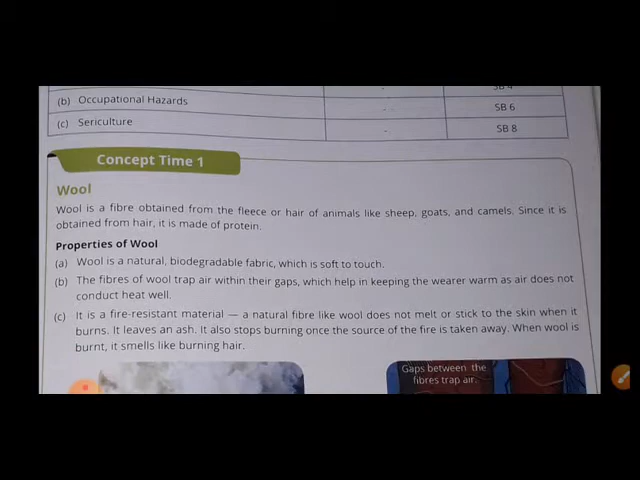 (b) Occupational Hazards - SB 6
(c) Sericulture - SB 8
Concept Time 1
Wool
Wool is a fibre obtained from the fleece or hair of animals like sheep, goats, and camels. Since it is
obtained from hair, it is made of protein.
Properties of Wool
(a) Wool is a natural, biodegradable fabric, which is soft to touch.
(b) The fibres of wool trap air within their gaps, which help in keeping the wearer warm as air does not
conduct heat well.
(c) It is a fire-resistant material — a natural fibre like wool does not melt or stick to the skin when it
burns. It leaves an ash. It also stops burning once the source of the fire is taken away. When wool is
burnt, it smells like burning hair.
Gaps between the
fibres trap air.